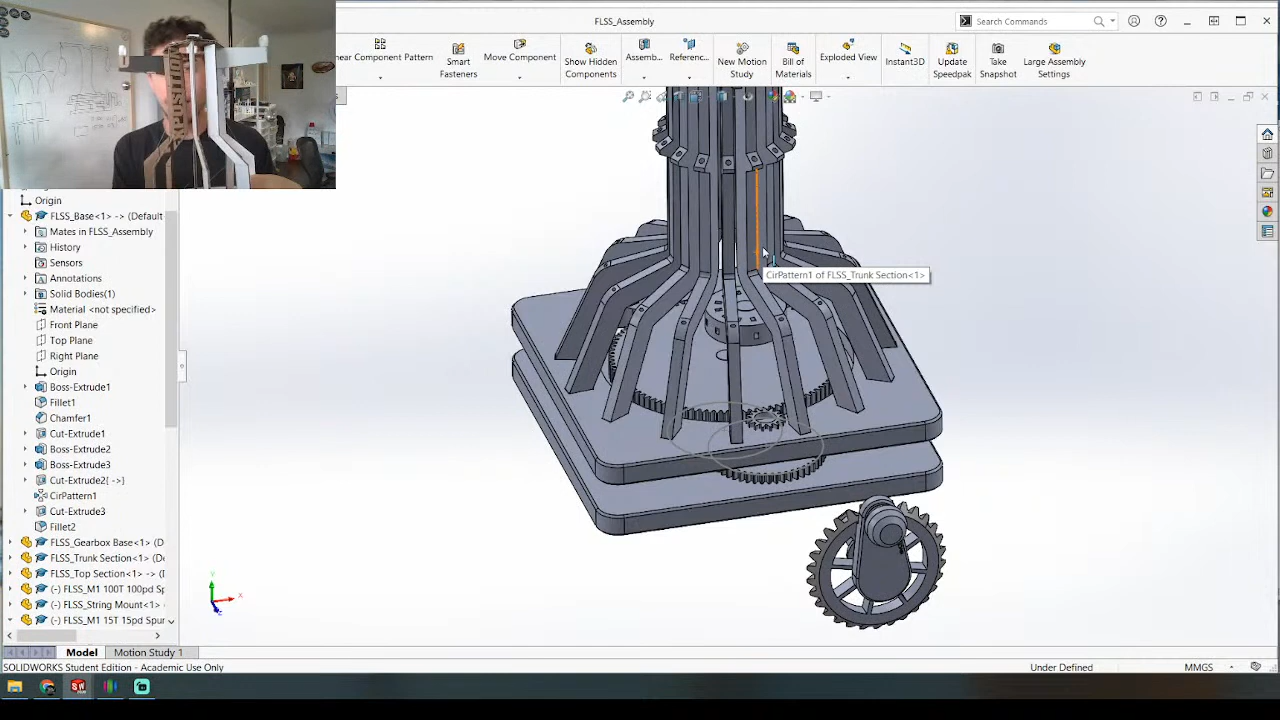 FLSS_Assembly
Search Commands
near Component Pattern
Smart Fasteners
Move Component
Show Hidden Components
Assemb...
Referenc...
New Motion Study
Bill of Materials
Exploded View
Instant3D
Update Speedpak
Take Snapshot
Large Assembly Settings
XPOSITION
Origin
FLSS_Base<1> -> (Default
Mates in FLSS_Assembly
History
Sensors
Annotations
Solid Bodies(1)
Material <not specified>
Front Plane
Top Plane
Right Plane
Origin
Boss-Extrude1
Fillet1
Chamfer1
Cut-Extrude1
Boss-Extrude2
Boss-Extrude3
Cut-Extrude2[ ->]
CirPattern1
Cut-Extrude3
Fillet2
FLSS_Gearbox Base<1> (D
FLSS_Trunk Section<1> (De
FLSS_Top Section<1> -> (D
(-) FLSS_M1 100T 100pd Sp
(-) FLSS_String Mount<1> (
(-) FLSS_M1 15T 15pd Spur
CirPattern1 of FLSS_Trunk Section<1>
Y
X
Model
Motion Study 1
SOLIDWORKS Student Edition - Academic Use Only
Under Defined
MMGS